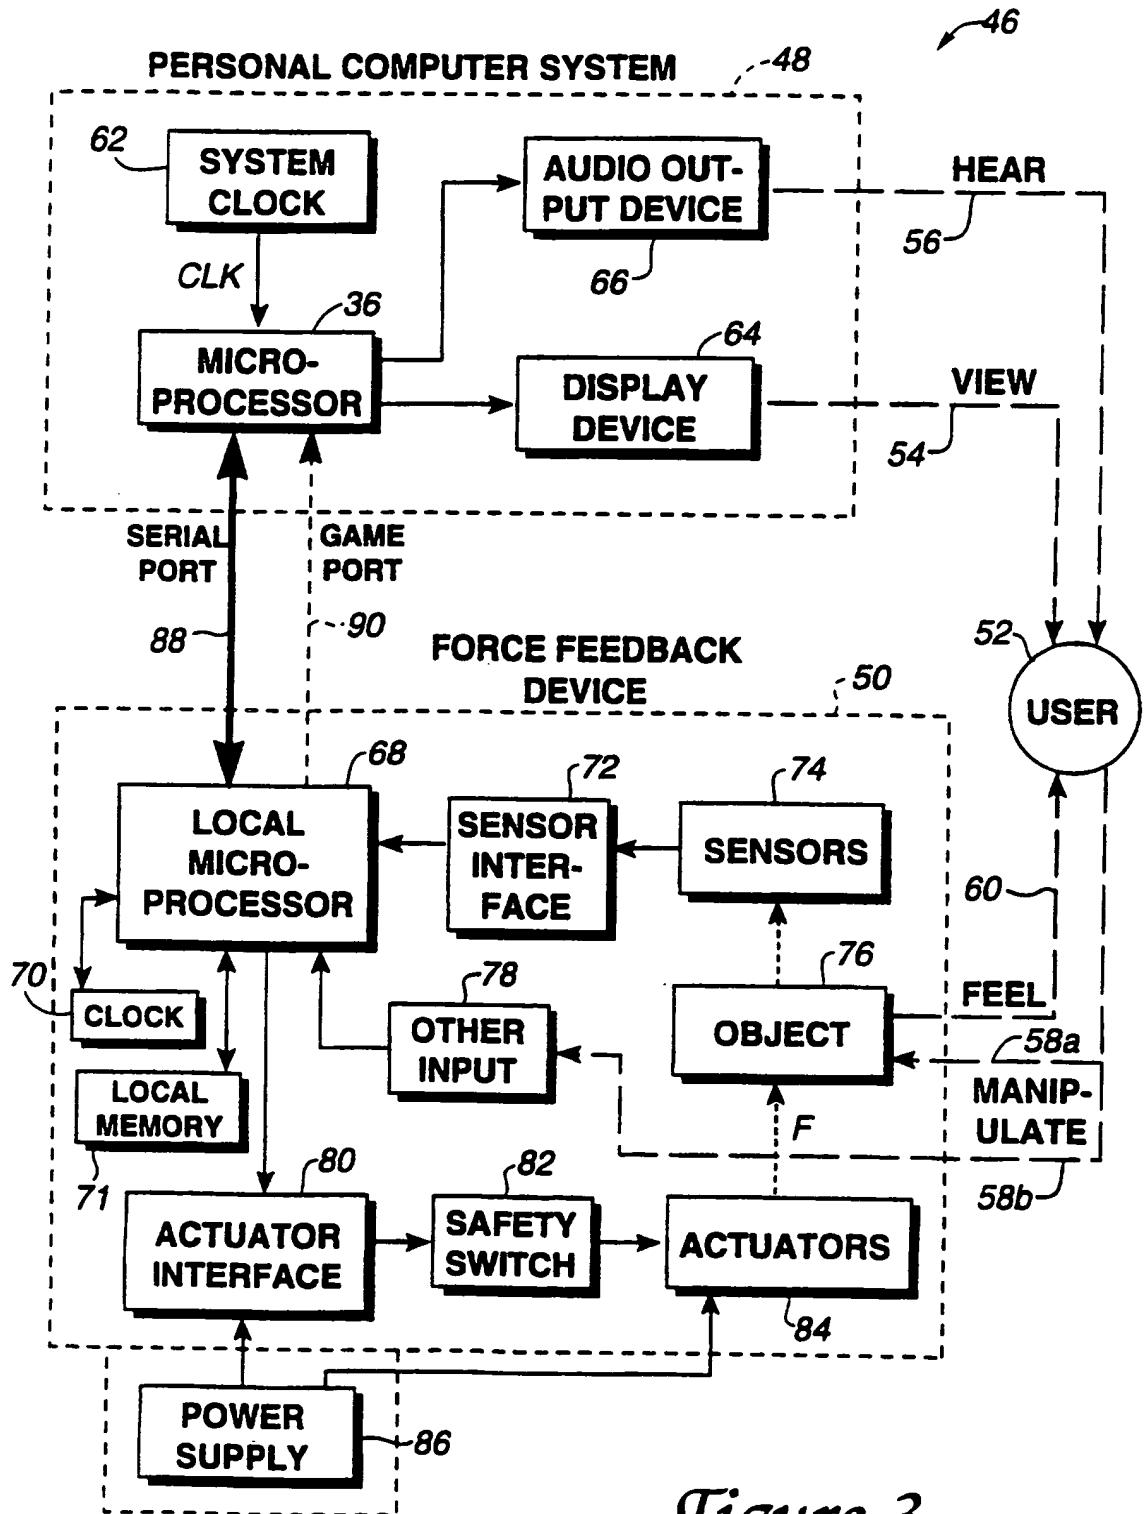 46
PERSONAL COMPUTER SYSTEM
48
62
SYSTEM
CLOCK
AUDIO OUT-
PUT DEVICE
66
HEAR
56
CLK
36
MICRO-
PROCESSOR
64
DISPLAY
DEVICE
VIEW
54
SERIAL
PORT
GAME
PORT
88
90
FORCE FEEDBACK
DEVICE
50
52
USER
68
LOCAL
MICRO-
PROCESSOR
72
SENSOR
INTER-
FACE
74
SENSORS
60
70
CLOCK
78
OTHER
INPUT
76
OBJECT
FEEL
58a
MANIP-
ULATE
58b
LOCAL
MEMORY
71
F
80
ACTUATOR
INTERFACE
82
SAFETY
SWITCH
ACTUATORS
84
POWER
SUPPLY
86
Figure